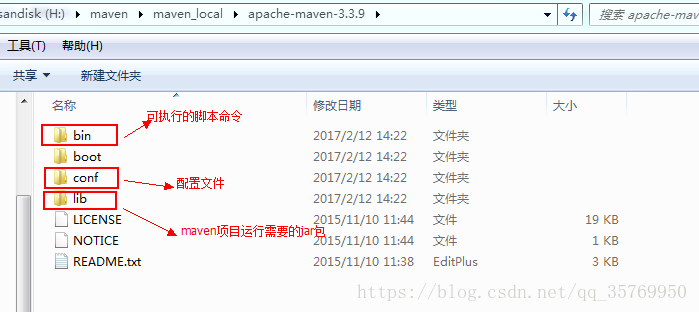 sandisk (H:) ▸ maven ▸ maven_local ▸ apache-maven-3.3.9 ▸ 搜索 apache-mav
工具(T) 帮助(H)
共享 新建文件夹
名称 修改日期 类型 大小
可执行的脚本命令
bin 2017/2/12 14:22 文件夹
boot 2017/2/12 14:22 文件夹
conf 2017/2/12 14:22 文件夹
配置文件
lib 2017/2/12 14:22 文件夹
LICENSE 2015/11/10 11:44 文件 19 KB
maven项目运行需要的jar包
NOTICE 2015/11/10 11:44 文件 1 KB
README.txt 2015/11/10 11:38 EditPlus 3 KB
https://blog.csdn.net/qq_35769950